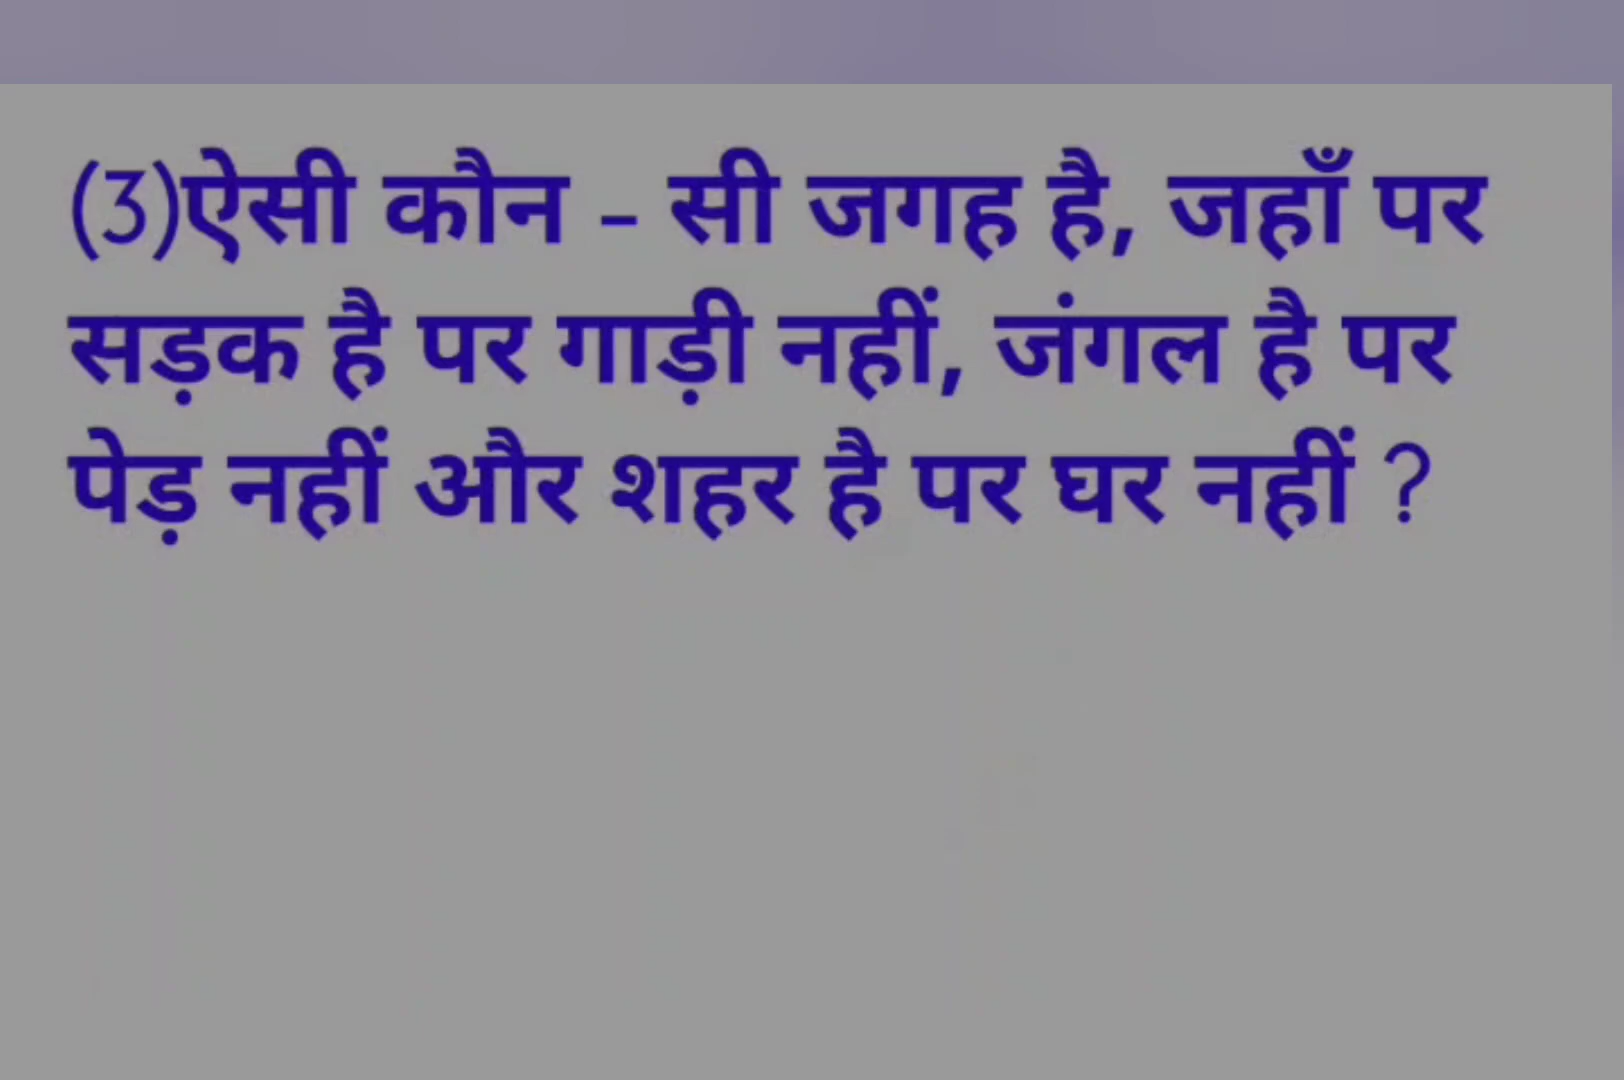 (3)ऐसी कौन - सी जगह है, जहाँ पर
सड़क है पर गाड़ी नहीं, जंगल है पर
पेड़ नहीं और शहर है पर घर नहीं ?